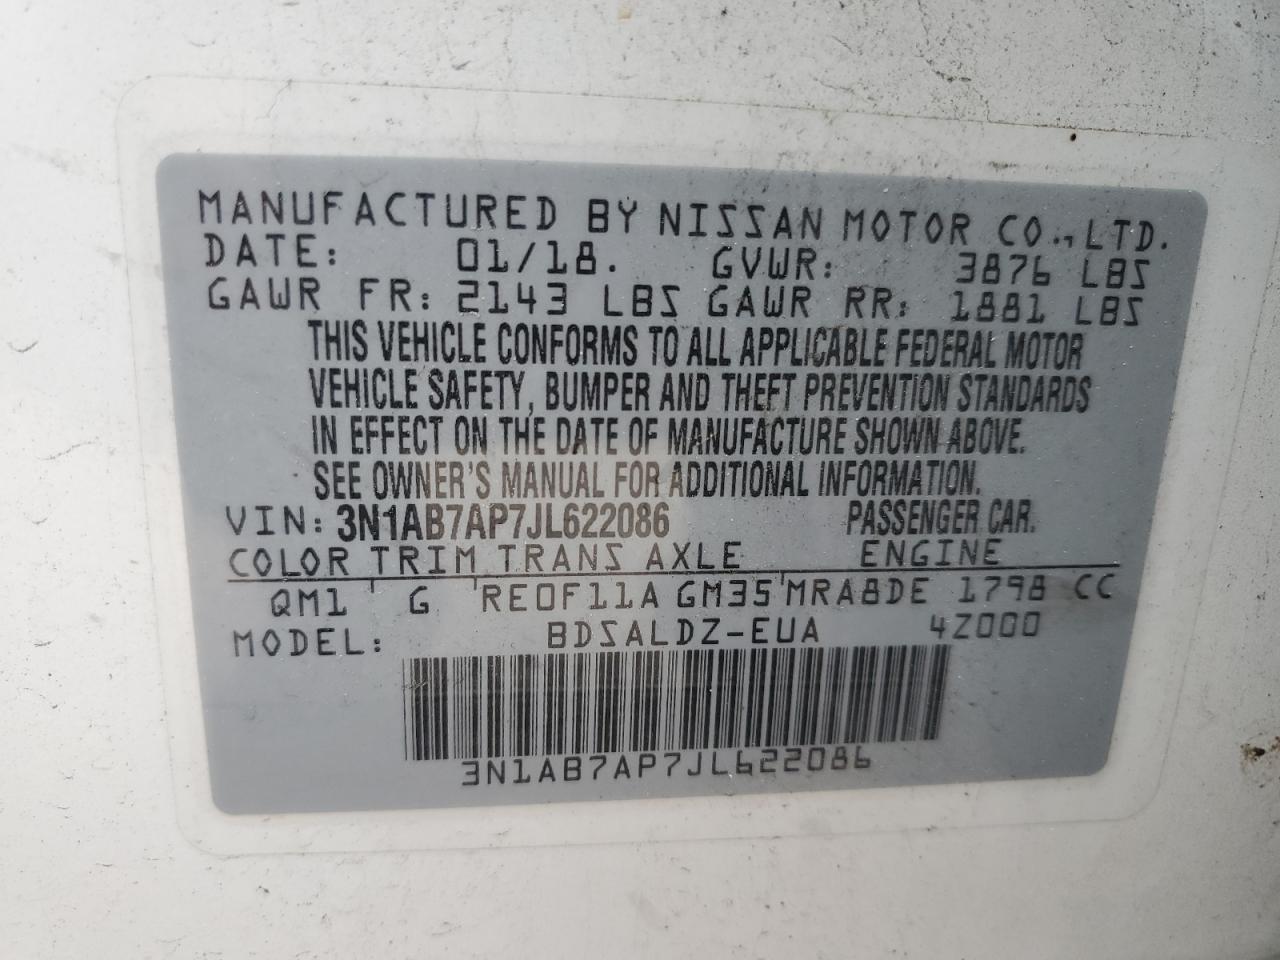 MANUFACTURED BY NISSAN MOTOR CO., LTD.
DATE: 01/18. GVWR: 3876 LBS
GAWR FR: 2143 LBS GAWR RR: 1881 LBS
THIS VEHICLE CONFORMS TO ALL APPLICABLE FEDERAL MOTOR
VEHICLE SAFETY, BUMPER AND THEFT PREVENTION STANDARDS
IN EFFECT ON THE DATE OF MANUFACTURE SHOWN ABOVE.
SEE OWNER'S MANUAL FOR ADDITIONAL INFORMATION.
VIN: 3N1AB7AP7JL622086 PASSENGER CAR.
COLOR TRIM TRANS AXLE ENGINE
QM1 G RE0F11A GM35 MRA8DE 1798 CC
MODEL: BDSALDZ-EUA 4Z000
3N1AB7AP7JL622086